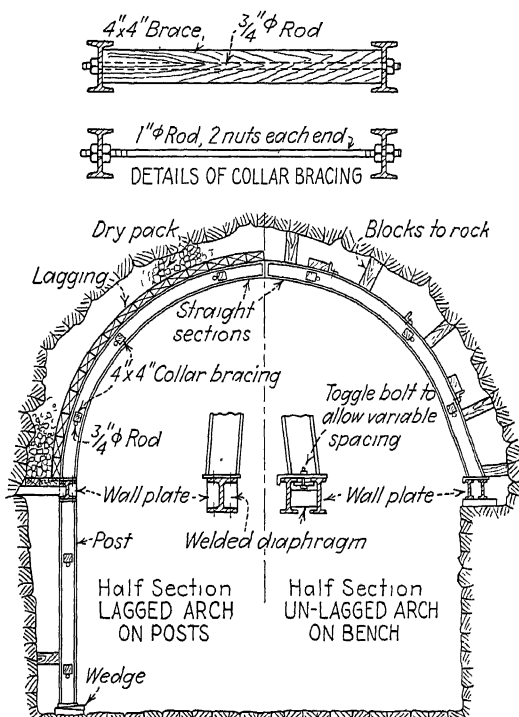 4"x4" Brace
3/4"ϕ Rod
1"ϕ Rod, 2 nuts each end
DETAILS OF COLLAR BRACING
Dry pack
Blocks to rock
Lagging
Straight
sections
4"x4" Collar bracing
Toggle bolt to
allow variable
spacing
3/4"ϕ Rod
Wall plate
Wall plate
Post
Welded diaphragm
Half Section
LAGGED ARCH
ON POSTS
Half Section
UN-LAGGED ARCH
ON BENCH
Wedge